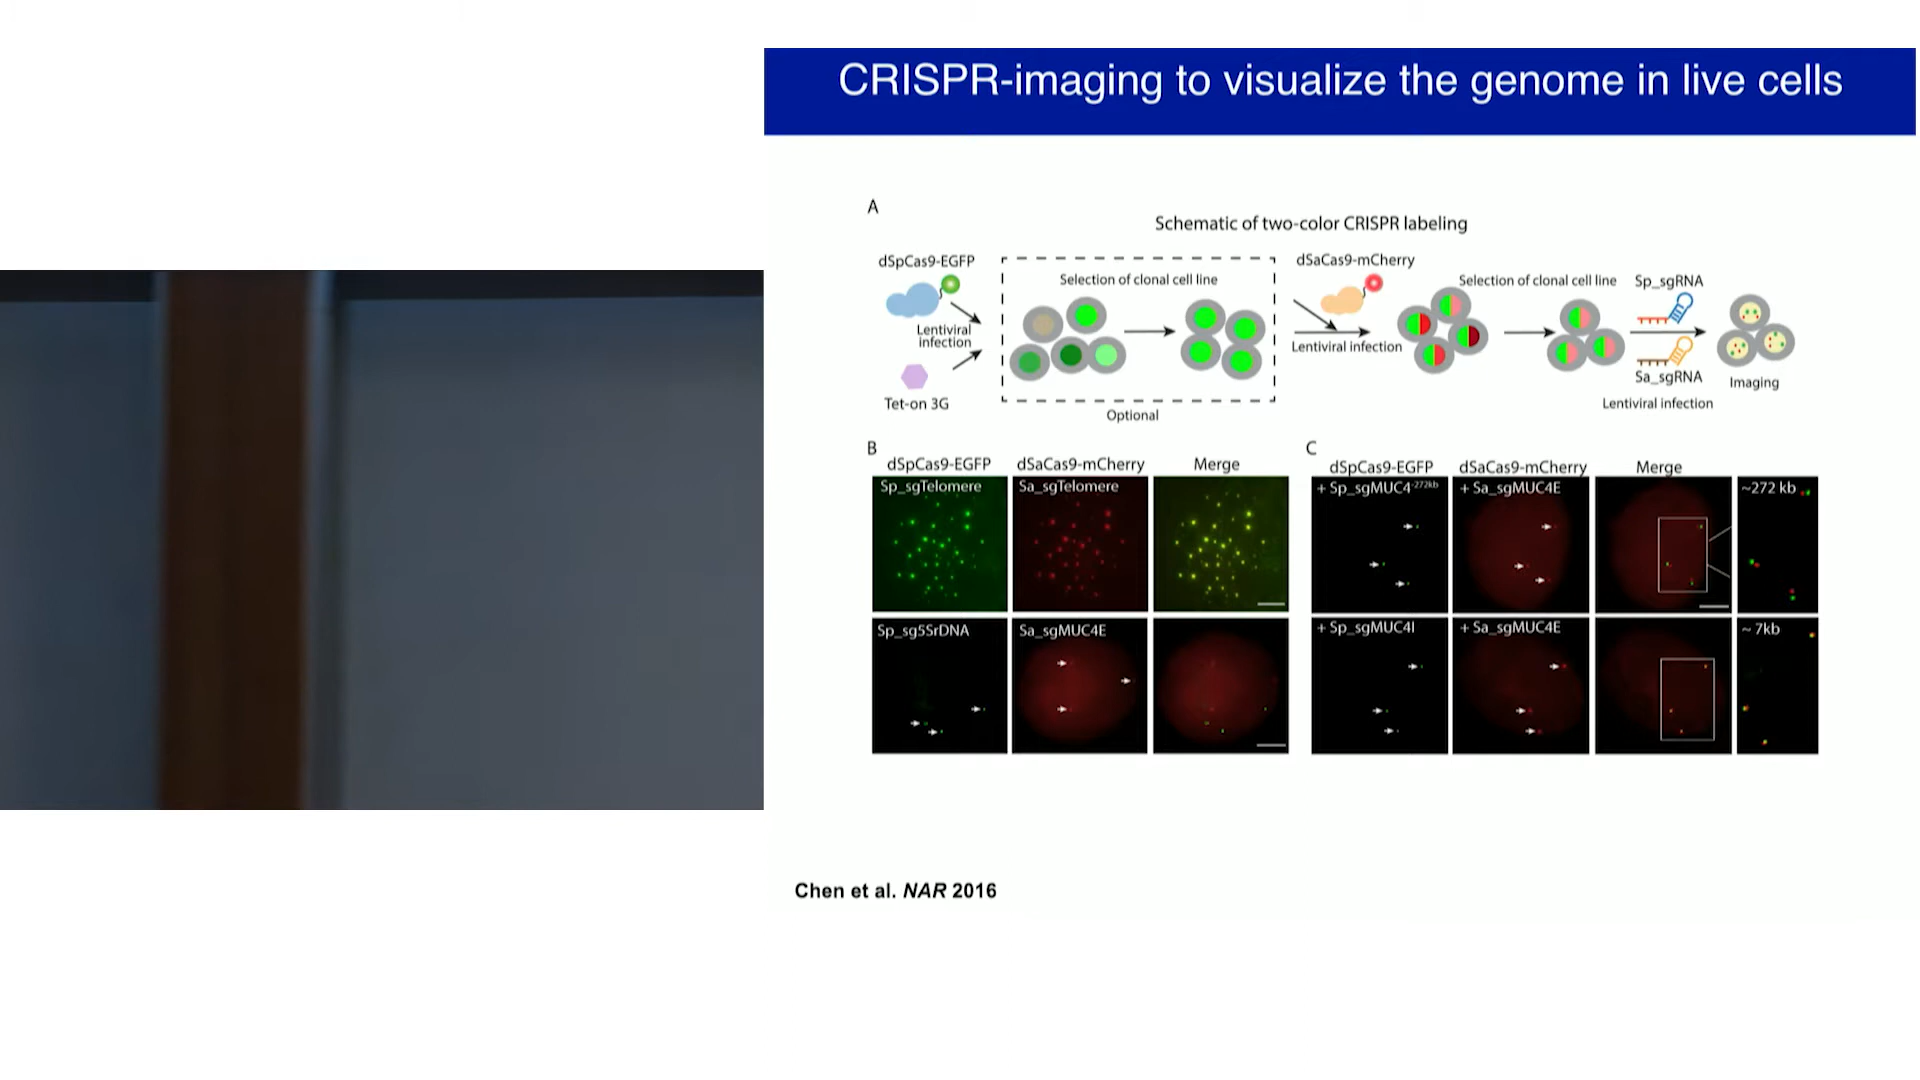 CRISPR-imaging to visualize the genome in live cells
A
Schematic of two-color CRISPR labeling
dSpCas9-EGFP
Lentiviral
infection
Tet-on 3G
Selection of clonal cell line
Optional
dSaCas9-mCherry
Lentiviral infection
Selection of clonal cell line
Sp_sgRNA
Sa_sgRNA
Lentiviral infection
Imaging
B
dSpCas9-EGFP
dSaCas9-mCherry
Merge
Sp_sgTelomere
Sa_sgTelomere
Sp_sg5SrDNA
Sa_sgMUC4E
C
dSpCas9-EGFP
dSaCas9-mCherry
Merge
+ Sp_sgMUC4-272kb
+ Sa_sgMUC4E
~272 kb
+ Sp_sgMUC4I
+ Sa_sgMUC4E
~ 7kb
Chen et al. NAR 2016